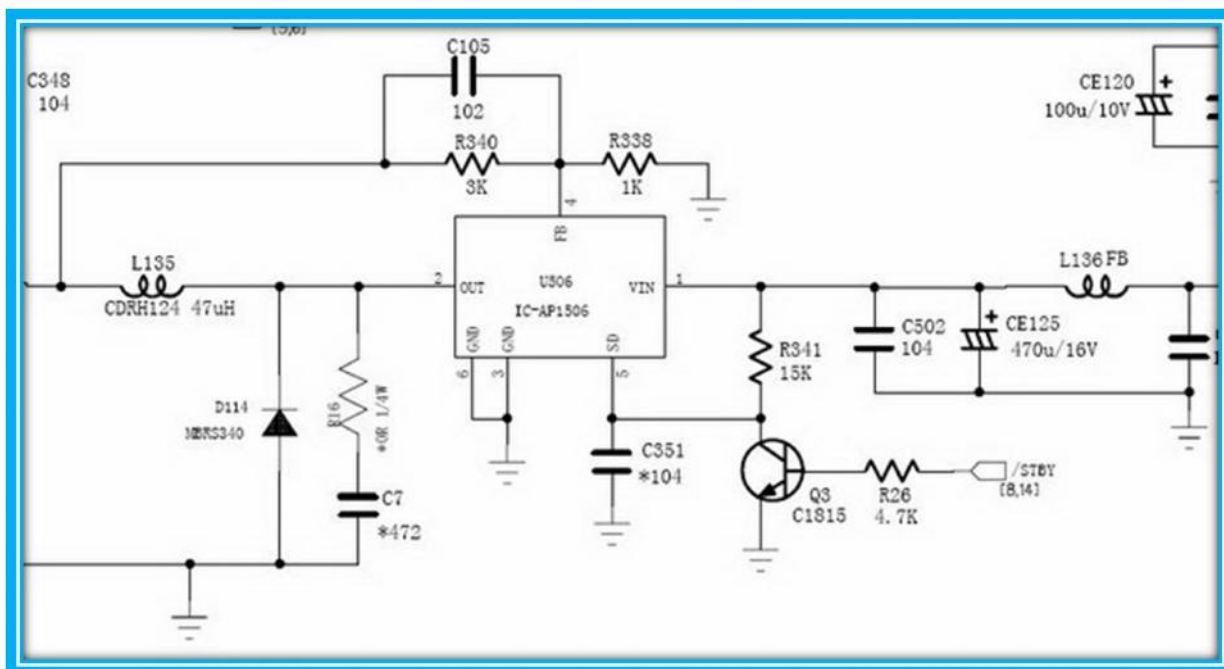 C105
C348
104
102
CE120
+
100u/10V
R340
3K
R338
1K
4
FB
L135
CDRH124 47uH
2
OUT
U506
IC-AP1506
VIN
1
L136 FB
GND
GND
SD
6
3
5
R341
15K
C502
104
+
CE125
470u/16V
D114
MBRS340
R16
*0R 1/4W
C351
*104
C7
*472
Q3
C1815
R26
4.7K
/STBY
[8,14]